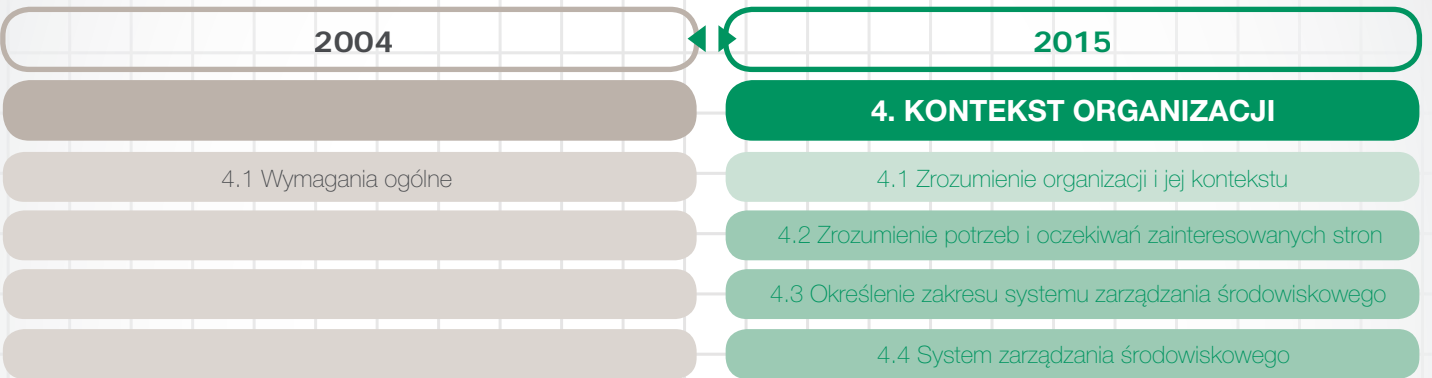 2004
2015
4. KONTEKST ORGANIZACJI
4.1 Wymagania ogólne
4.1 Zrozumienie organizacji i jej kontekstu
4.2 Zrozumienie potrzeb i oczekiwań zainteresowanych stron
4.3 Określenie zakresu systemu zarządzania środowiskowego
4.4 System zarządzania środowiskowego